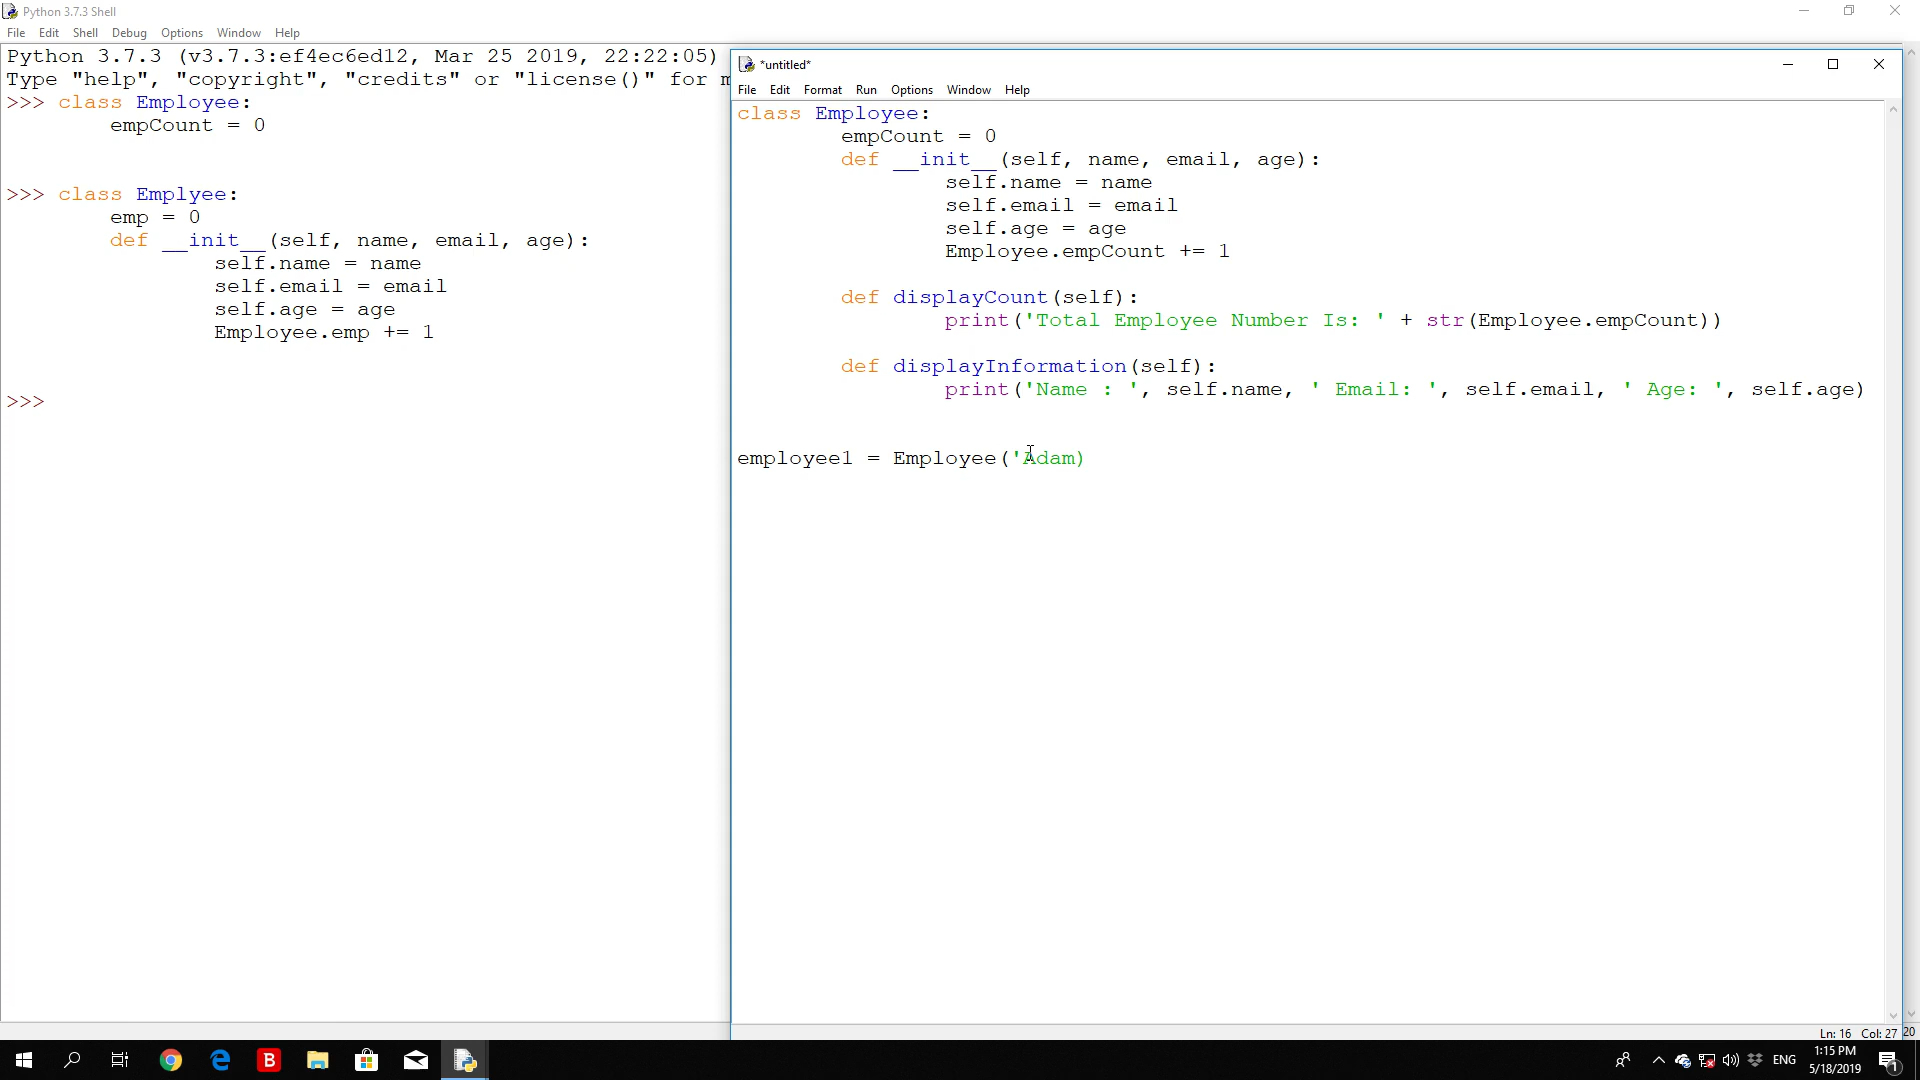 Python 3.7.3 Shell
File Edit Shell Debug Options Window Help
Python 3.7.3 (v3.7.3:ef4ec6ed12, Mar 25 2019, 22:22:05)
Type "help", "copyright", "credits" or "license()" for m
>>> class Employee:
empCount = 0
>>> class Emplyee:
emp = 0
def __init__(self, name, email, age):
self.name = name
self.email = email
self.age = age
Employee.emp += 1
>>>
*untitled*
File Edit Format Run Options Window Help
class Employee:
empCount = 0
def __init__(self, name, email, age):
self.name = name
self.email = email
self.age = age
Employee.empCount += 1
def displayCount(self):
print('Total Employee Number Is: ' + str(Employee.empCount))
def displayInformation(self):
print('Name : ', self.name, ' Email: ', self.email, ' Age: ', self.age)
employee1 = Employee('Adam)
Ln: 16 Col: 27
20
ENG
1:15 PM
5/18/2019
1
B